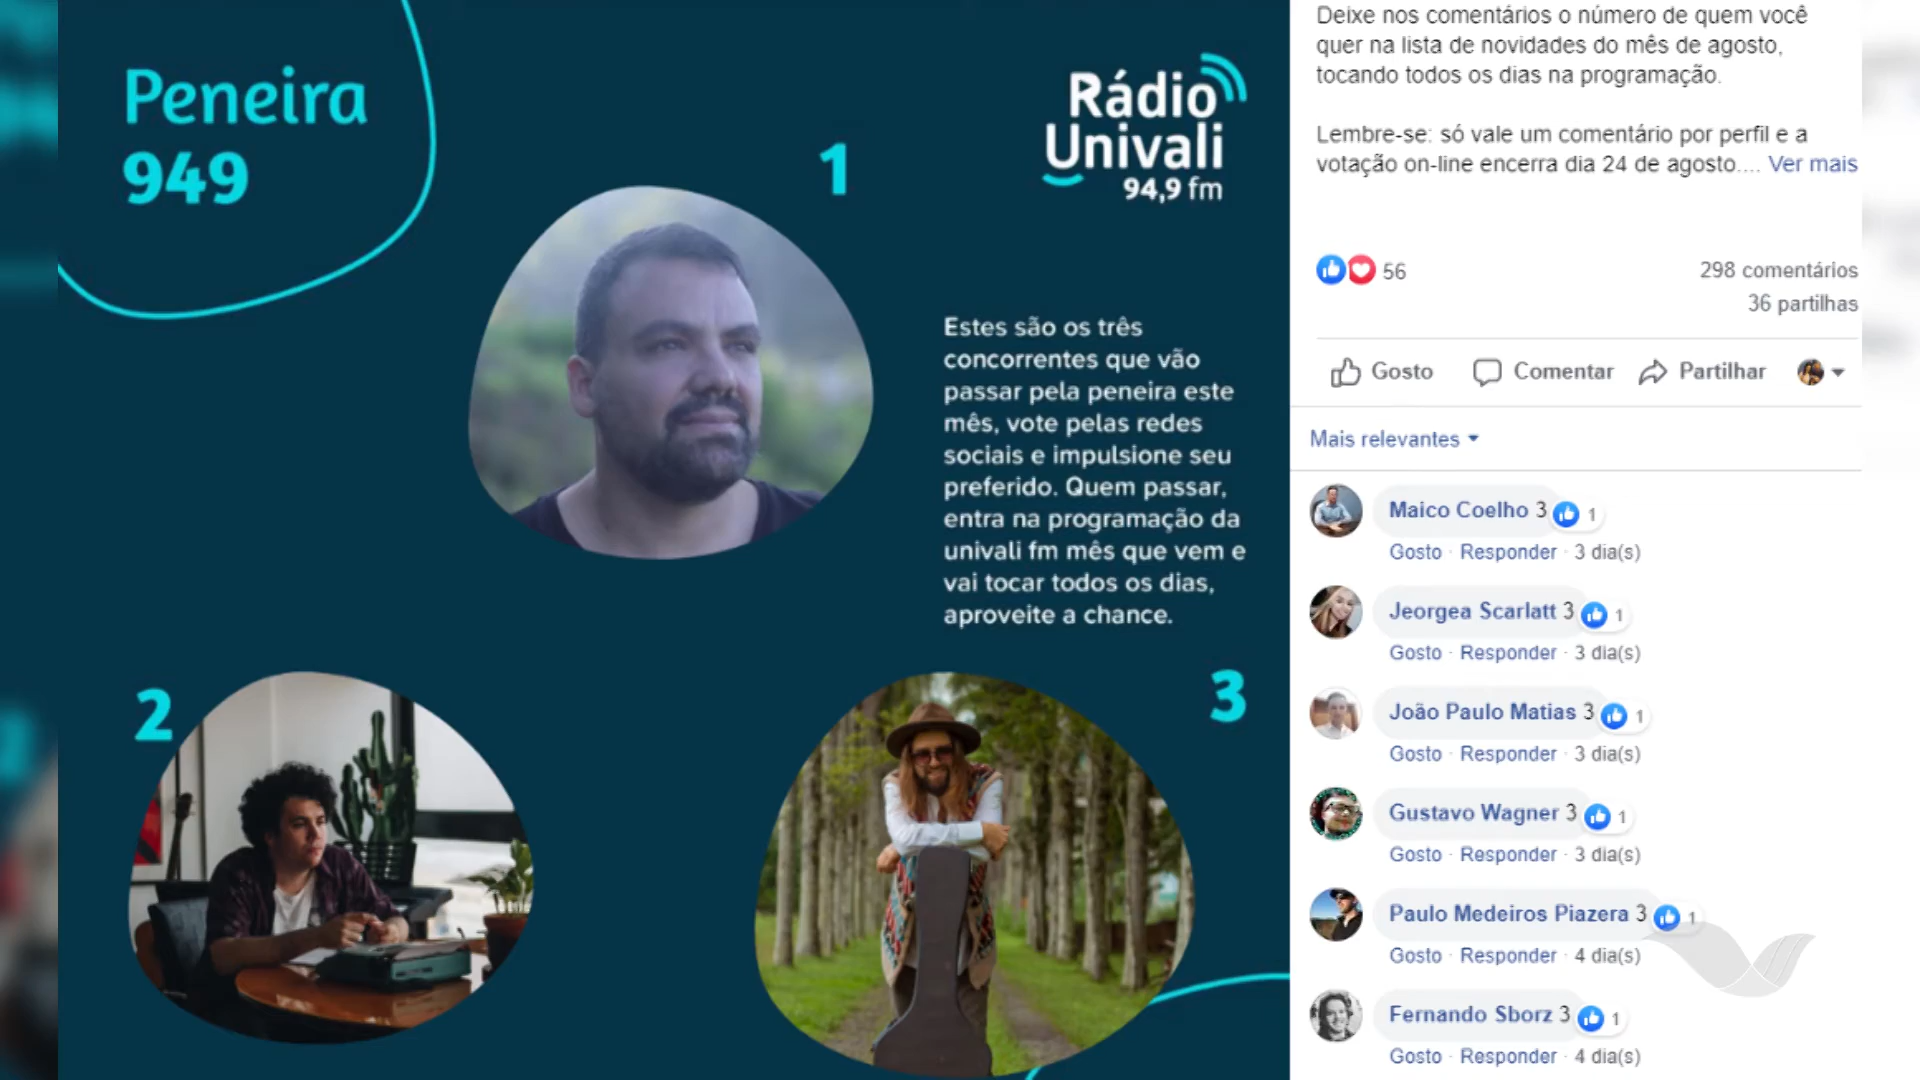 Peneira
949
Rádio
Univali
94,9 fm
1
Estes são os três
concorrentes que vão
passar pela peneira este
mês, vote pelas redes
sociais e impulsione seu
preferido. Quem passar,
entra na programação da
univali fm mês que vem e
vai tocar todos os dias,
aproveite a chance.
2
3
Deixe nos comentários o número de quem você
quer na lista de novidades do mês de agosto,
tocando todos os dias na programação.
Lembre-se: só vale um comentário por perfil e a
votação on-line encerra dia 24 de agosto.... Ver mais
56
298 comentários
36 partilhas
Gosto Comentar Partilhar
Mais relevantes
Maico Coelho 3 1
Gosto · Responder · 3 dia(s)
Jeorgea Scarlatt 3 1
Gosto · Responder · 3 dia(s)
João Paulo Matias 3 1
Gosto · Responder · 3 dia(s)
Gustavo Wagner 3 1
Gosto · Responder · 3 dia(s)
Paulo Medeiros Piazera 3 1
Gosto · Responder · 4 dia(s)
Fernando Sborz 3 1
Gosto · Responder · 4 dia(s)